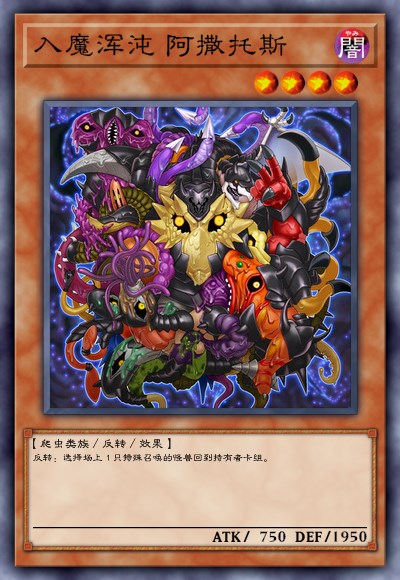 入魔浑沌 阿撒托斯
闇
やみ
【爬虫类族／反转／效果】
反转：选择场上1只特殊召唤的怪兽回到持有者卡组。
ATK/ 750 DEF/1950